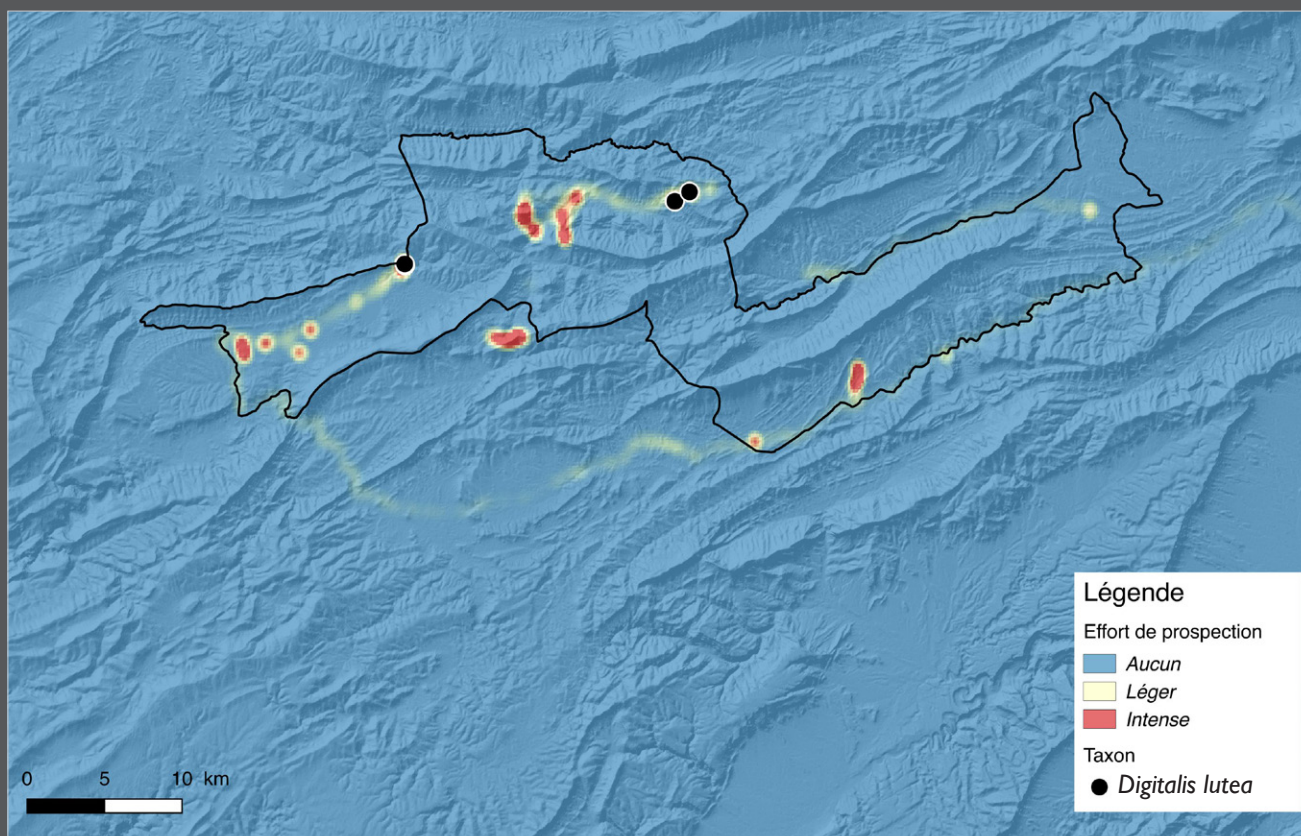 Légende
Effort de prospection
Aucun
Léger
Intense
Taxon
Digitalis lutea
0 5 10 km